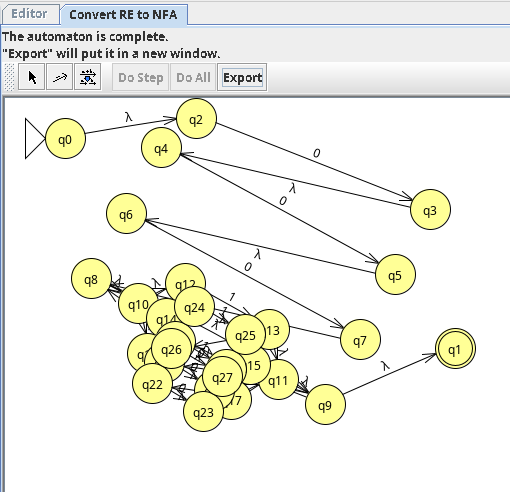 Editor
Convert RE to NFA
The automaton is complete.
"Export" will put it in a new window.
Do Step
Do All
Export
q0
λ
q2
q4
0
λ
0
q3
q6
λ
0
q5
q8
q12
q10
q24
1
q7
q25
13
q26
λ
q1
15
q11
q22
q27
q9
q23